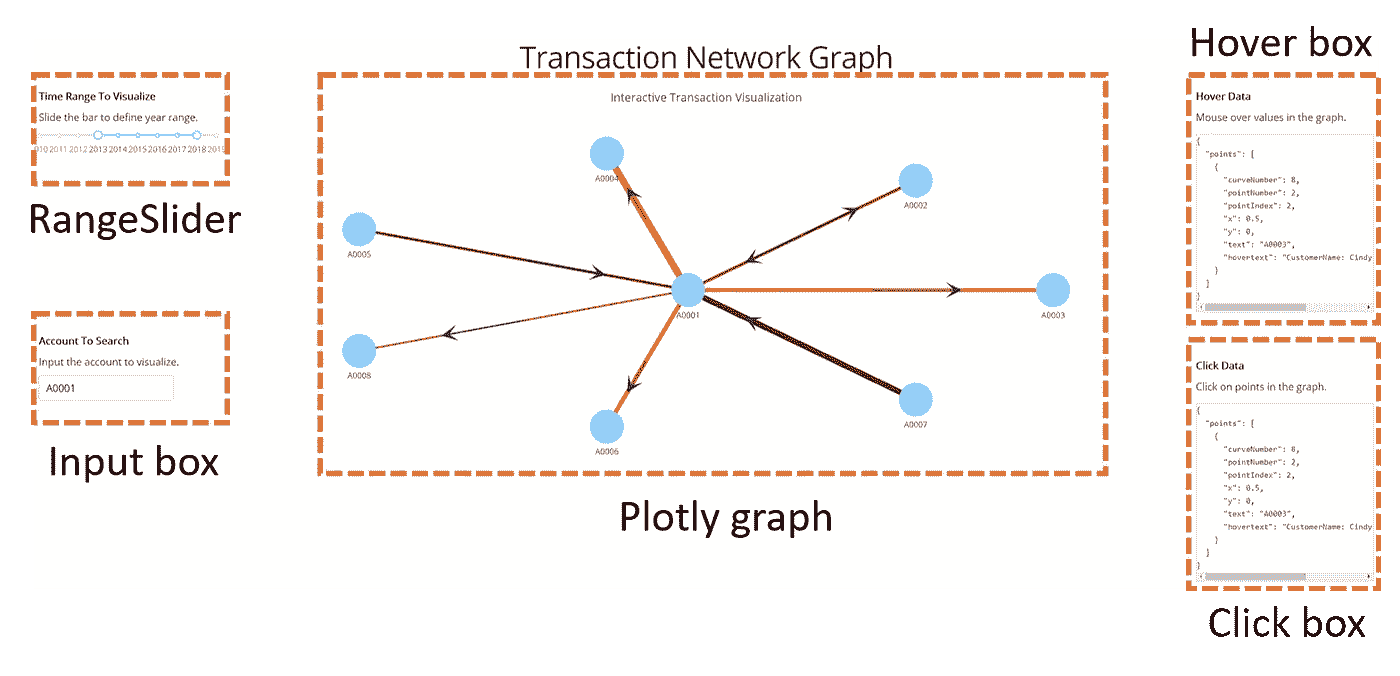 Transaction Network Graph
Time Range To Visualize
Slide the bar to define year range.
010 2011 2012 2013 2014 2015 2016 2017 2018 2019
RangeSlider
Account To Search
Input the account to visualize.
A0001
Input box
Interactive Transaction Visualization
A0004
A0002
A0005
A0001
A0003
A0008
A0007
A0006
Plotly graph
Hover box
Hover Data
Mouse over values in the graph.
{
"points": [
{
"curveNumber": 8,
"pointNumber": 2,
"pointIndex": 2,
"x": 0.5,
"y": 0,
"text": "A0003",
"hovertext": "CustomerName: Cindy
}
]
}
Click Data
Click on points in the graph.
{
"points": [
{
"curveNumber": 8,
"pointNumber": 2,
"pointIndex": 2,
"x": 0.5,
"y": 0,
"text": "A0003",
"hovertext": "CustomerName: Cindy
}
]
}
Click box